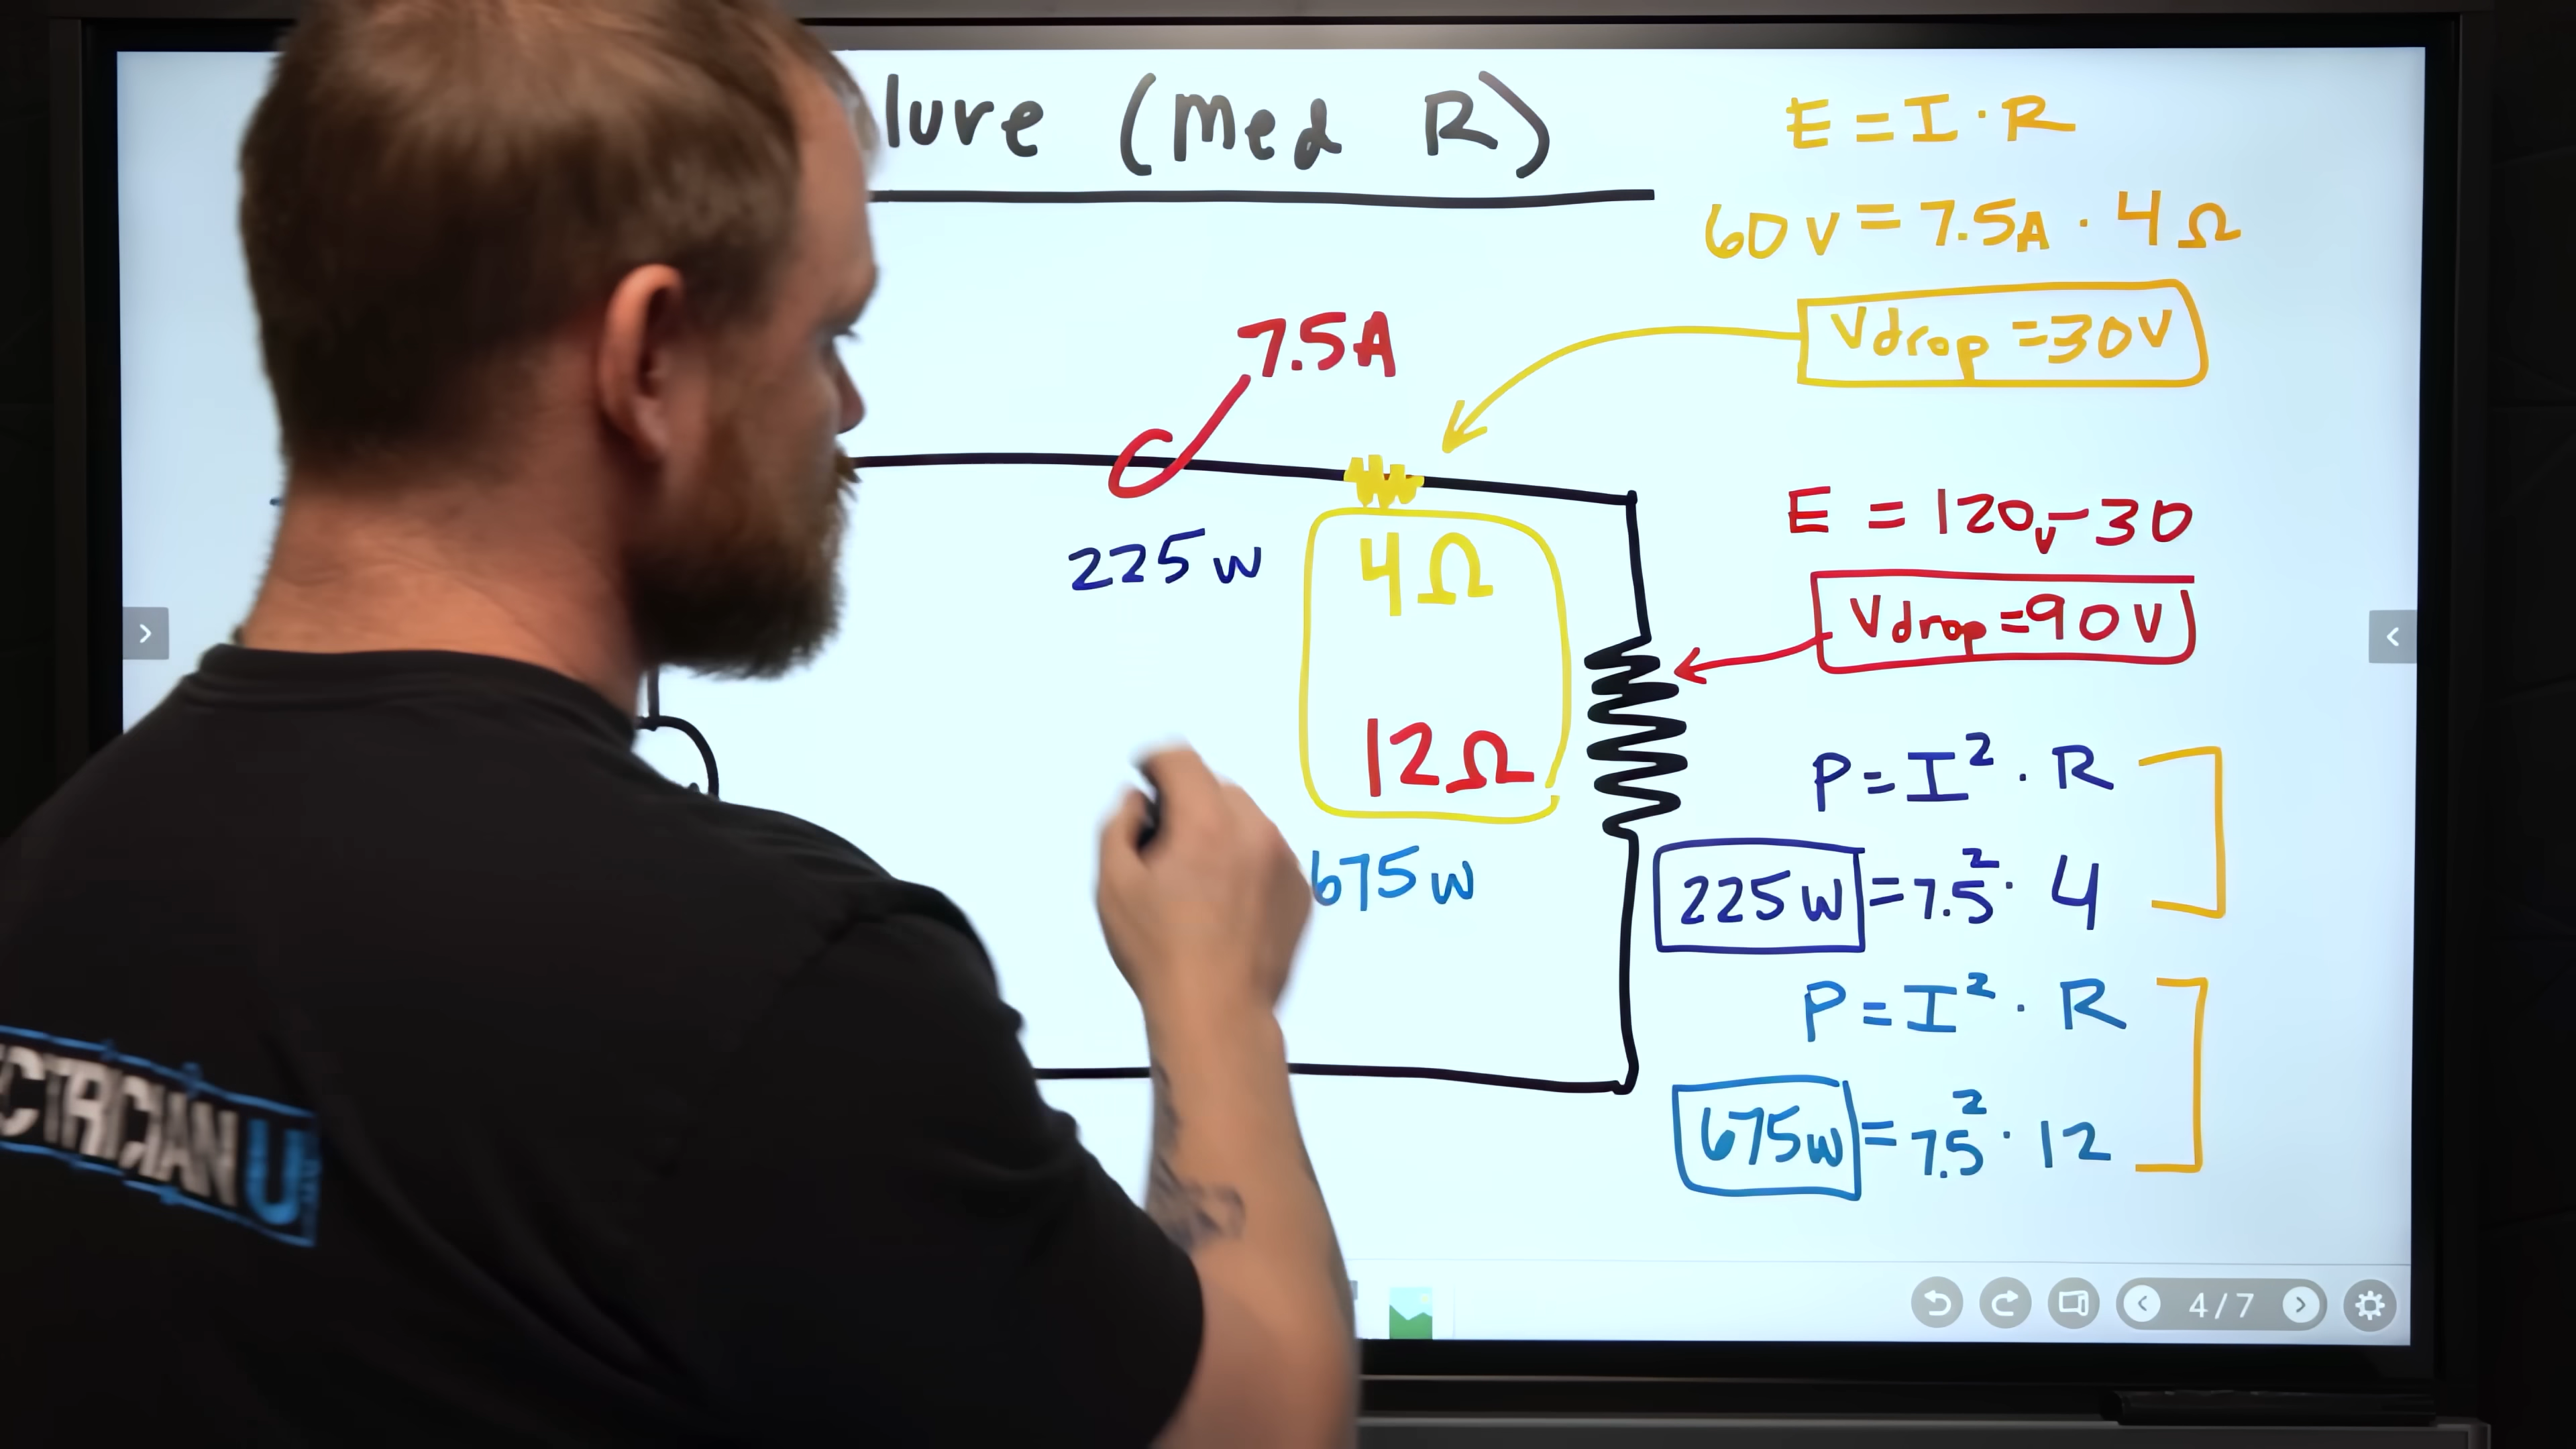 lure (Med R)
E = I · R
60V = 7.5A · 4Ω
Vdrop = 30V
7.5A
225w
4Ω
12Ω
675w
E = 120v - 30
Vdrop = 90V
P = I² · R
225w = 7.5² · 4
P = I² · R
675w = 7.5² · 12
CTRICIAN U
4 / 7